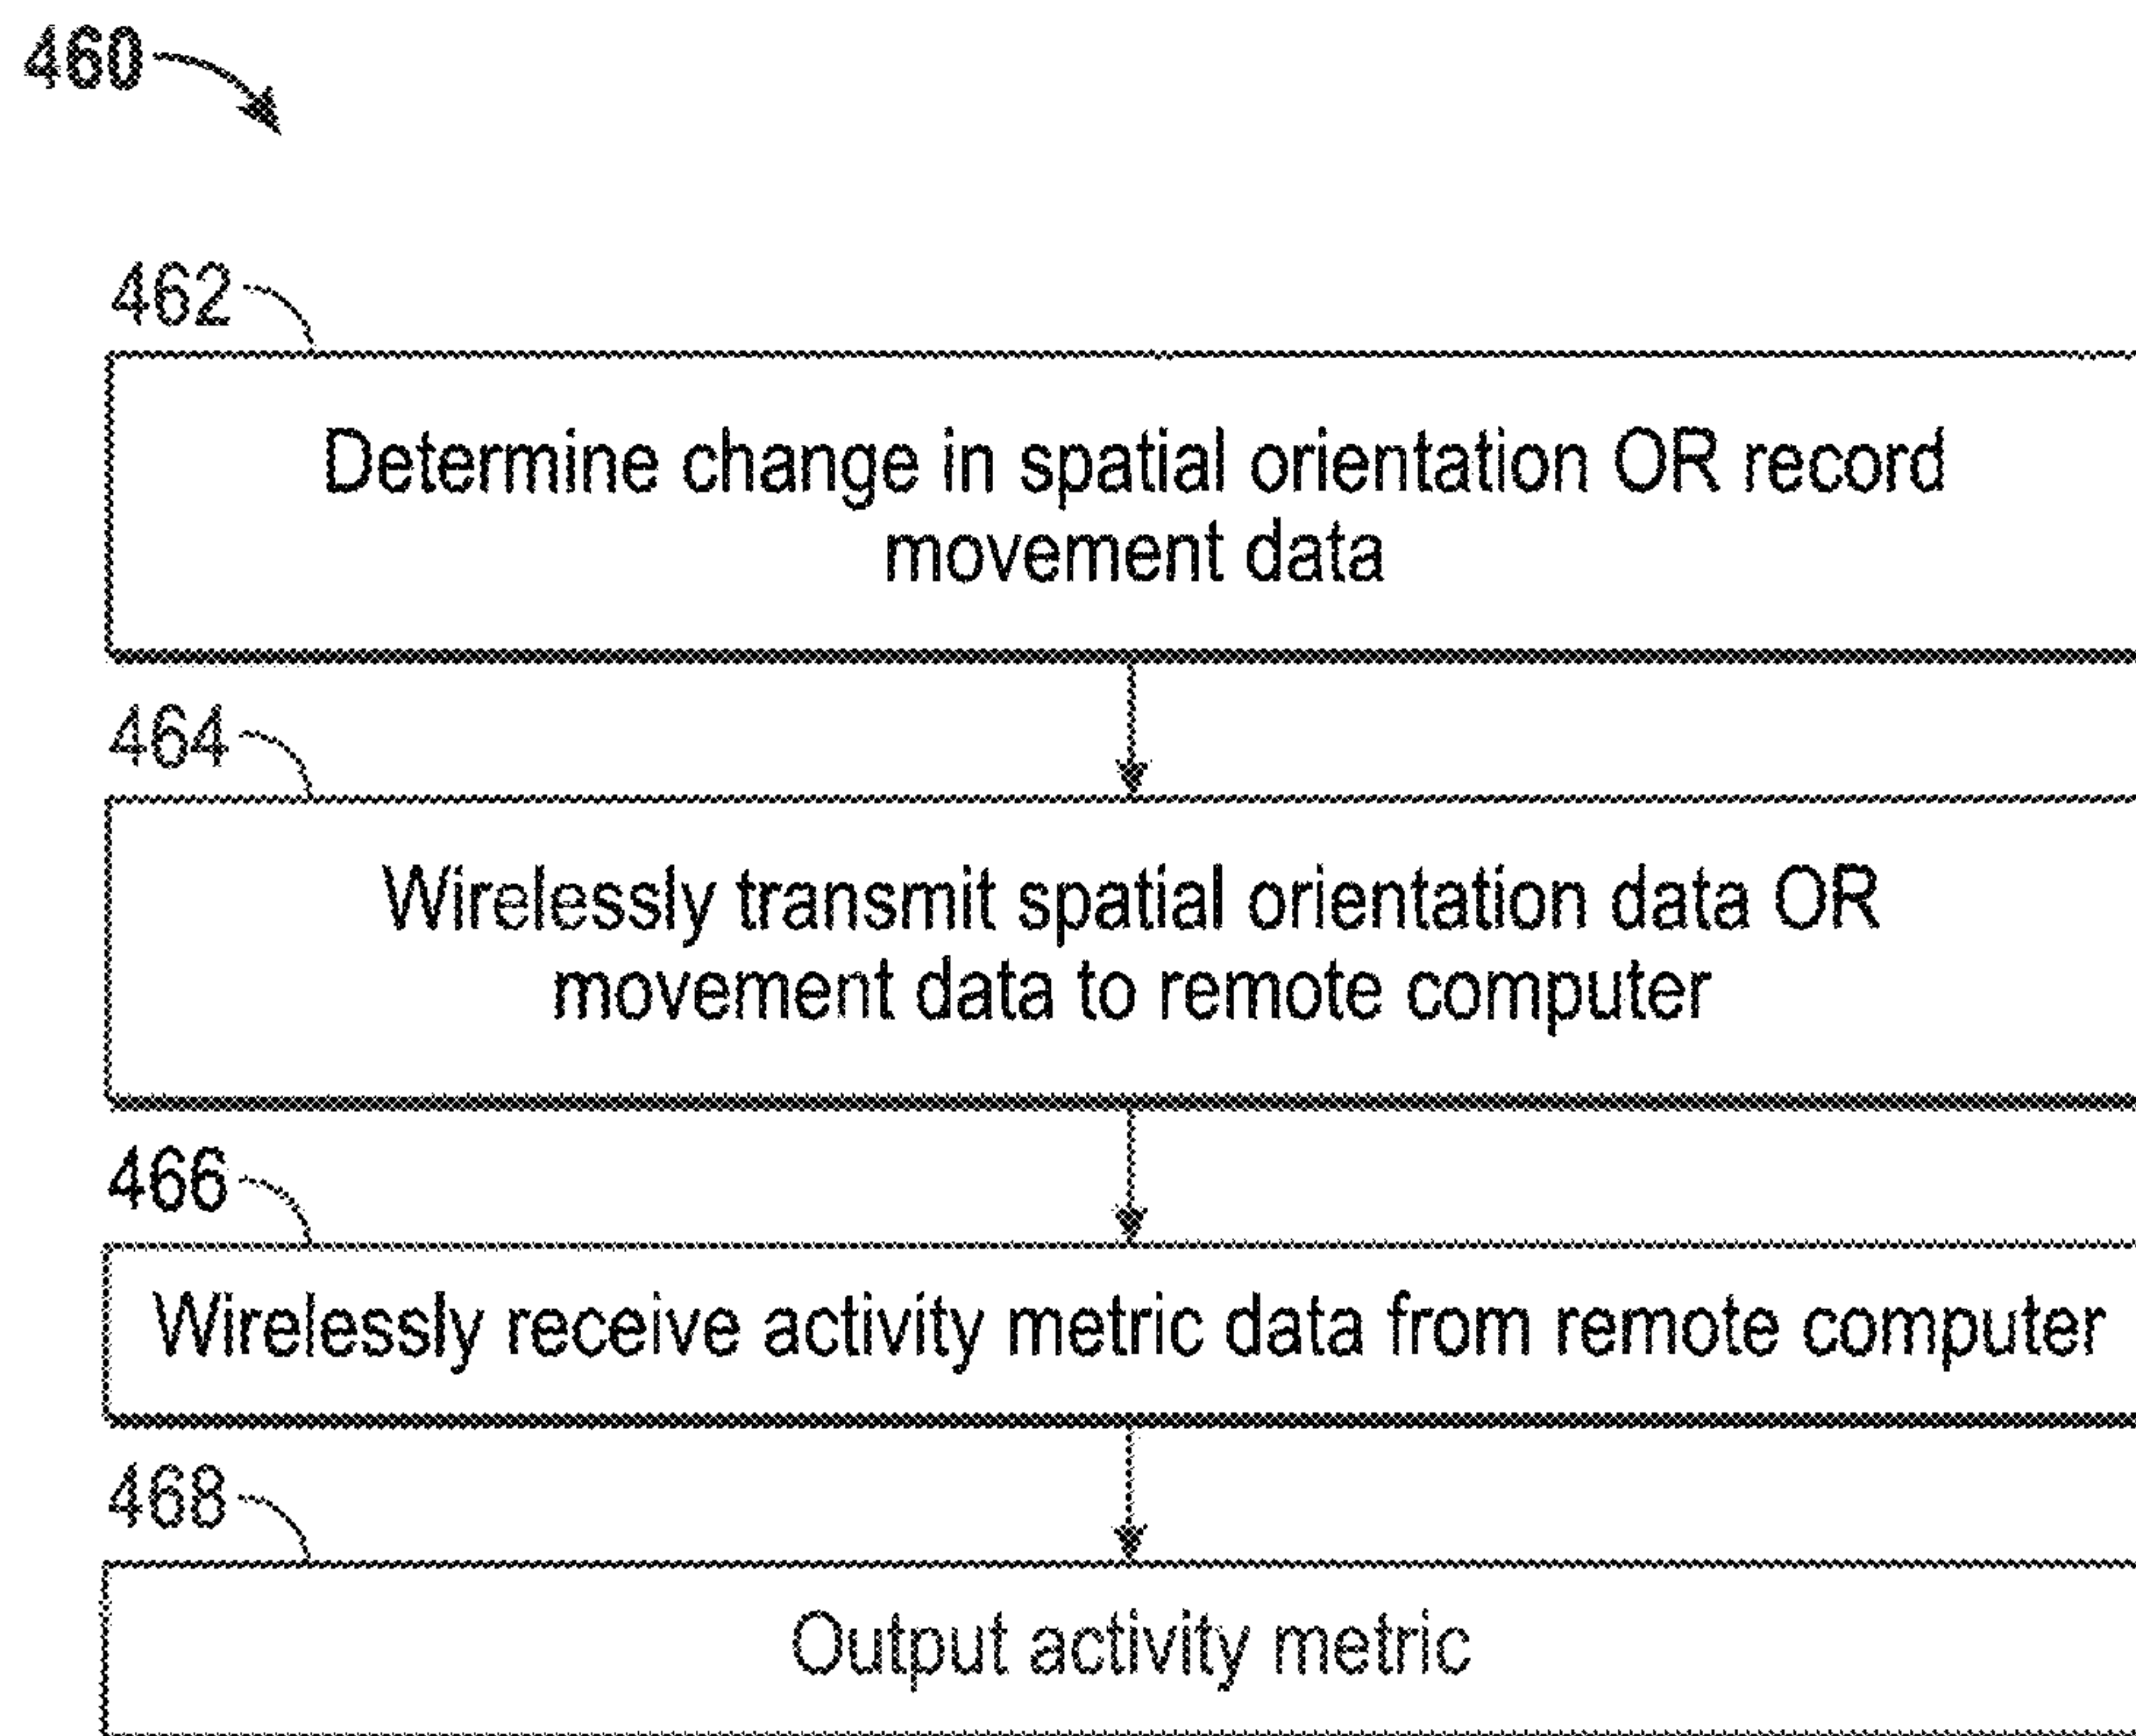 460
462
Determine change in spatial orientation OR record
movement data
464
Wirelessly transmit spatial orientation data OR
movement data to remote computer
466
Wirelessly receive activity metric data from remote computer
468
Output activity metric